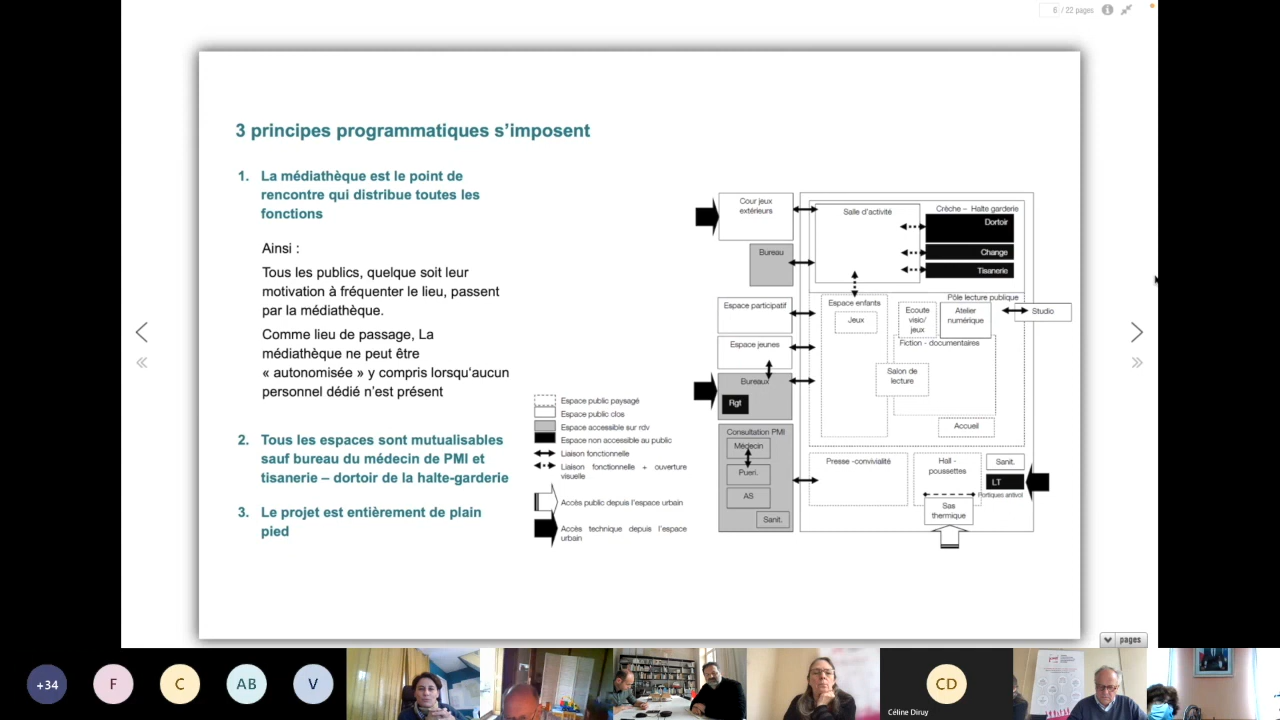 6 / 22 pages
3 principes programmatiques s'imposent
1. La médiathèque est le point de
rencontre qui distribue toutes les
fonctions
Ainsi :
Tous les publics, quelque soit leur
motivation à fréquenter le lieu, passent
par la médiathèque.
Comme lieu de passage, La
médiathèque ne peut être
« autonomisée » y compris lorsqu'aucun
personnel dédié n'est présent
2. Tous les espaces sont mutualisables
sauf bureau du médecin de PMI et
tisanerie – dortoir de la halte-garderie
3. Le projet est entièrement de plain
pied
Espace public paysagé
Espace public clos
Espace accessible sur rdv
Espace non accessible au public
Liaison fonctionnelle
Liaison fonctionnelle + ouverture
visuelle
Accès public depuis l'espace urbain
Accès technique depuis l'espace
urbain
Cour jeux
extérieurs
Bureau
Espace participatif
Espace jeunes
Bureaux
Rgt
Consultation PMI
Médecin
Pueri.
AS
Sanit.
Salle d'activité
Crèche – Halte garderie
Dortoir
Change
Tisanerie
Pôle lecture publique
Espace enfants
Jeux
Ecoute
visio/
jeux
Atelier
numérique
Studio
Fiction - documentaires
Salon de
lecture
Accueil
Presse -convivialité
Hall -
poussettes
Sanit.
LT
Portiques antivol
Sas
thermique
pages
+34
F
C
AB
V
CD
Céline Diruy